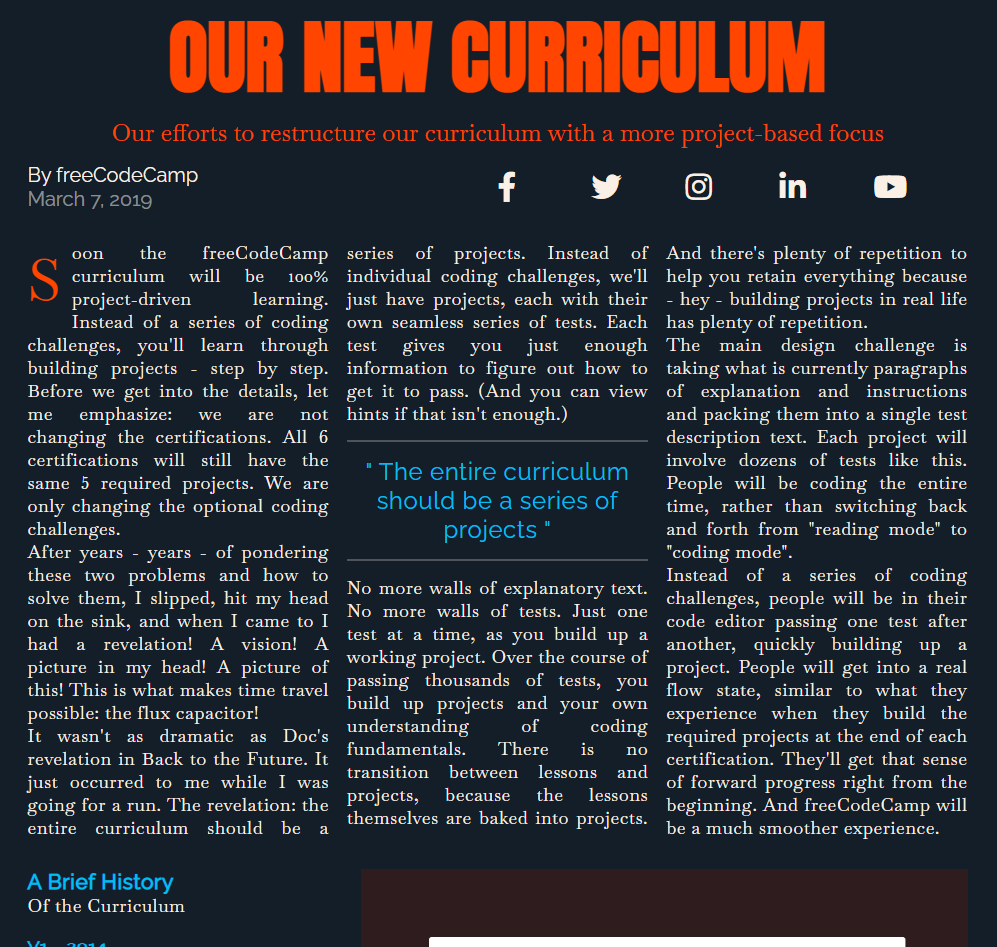 OUR NEW CURRICULUM
Our efforts to restructure our curriculum with a more project-based focus
By freeCodeCamp
March 7, 2019
Soon the freeCodeCamp
curriculum will be 100%
project-driven learning.
Instead of a series of coding
challenges, you'll learn through
building projects - step by step.
Before we get into the details, let
me emphasize: we are not
changing the certifications. All 6
certifications will still have the
same 5 required projects. We are
only changing the optional coding
challenges.
After years - years - of pondering
these two problems and how to
solve them, I slipped, hit my head
on the sink, and when I came to I
had a revelation! A vision! A
picture in my head! A picture of
this! This is what makes time travel
possible: the flux capacitor!
It wasn't as dramatic as Doc's
revelation in Back to the Future. It
just occurred to me while I was
going for a run. The revelation: the
entire curriculum should be a
series of projects. Instead of
individual coding challenges, we'll
just have projects, each with their
own seamless series of tests. Each
test gives you just enough
information to figure out how to
get it to pass. (And you can view
hints if that isn't enough.)
" The entire curriculum
should be a series of
projects "
No more walls of explanatory text.
No more walls of tests. Just one
test at a time, as you build up a
working project. Over the course of
passing thousands of tests, you
build up projects and your own
understanding of coding
fundamentals. There is no
transition between lessons and
projects, because the lessons
themselves are baked into projects.
And there's plenty of repetition to
help you retain everything because
- hey - building projects in real life
has plenty of repetition.
The main design challenge is
taking what is currently paragraphs
of explanation and instructions
and packing them into a single test
description text. Each project will
involve dozens of tests like this.
People will be coding the entire
time, rather than switching back
and forth from "reading mode" to
"coding mode".
Instead of a series of coding
challenges, people will be in their
code editor passing one test after
another, quickly building up a
project. People will get into a real
flow state, similar to what they
experience when they build the
required projects at the end of each
certification. They'll get that sense
of forward progress right from the
beginning. And freeCodeCamp will
be a much smoother experience.
A Brief History
Of the Curriculum
V1 - 2014